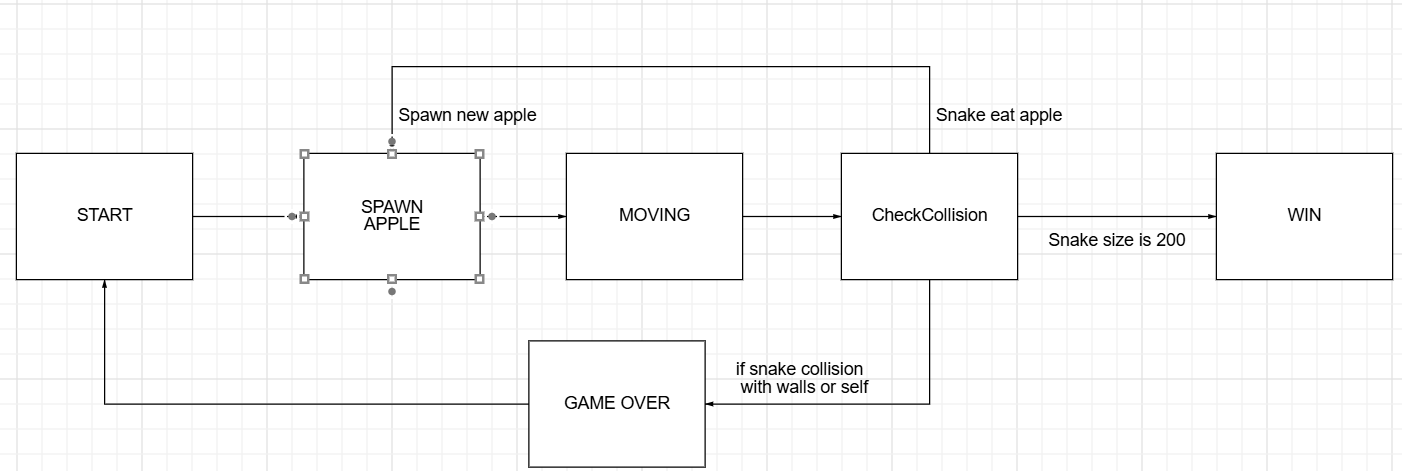 Spawn new apple
Snake eat apple
START
SPAWN
APPLE
MOVING
CheckCollision
WIN
Snake size is 200
if snake collision
with walls or self
GAME OVER